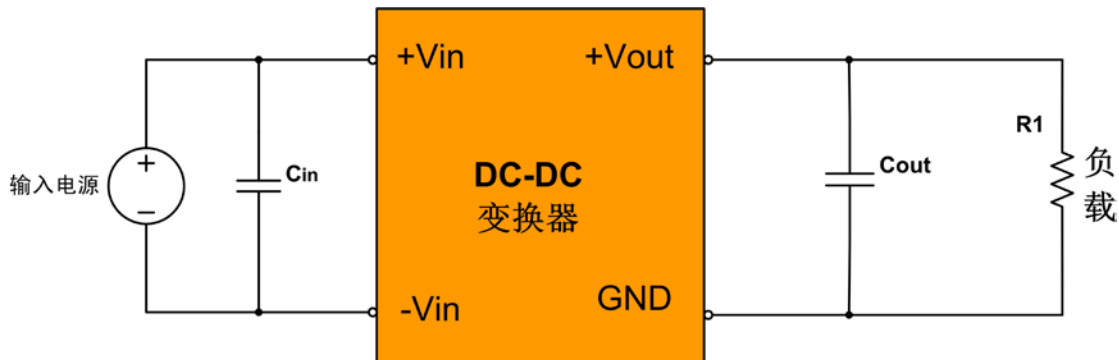 +Vin
+Vout
R1
输入电源
Cin
DC-DC
变换器
Cout
负
载
-Vin
GND